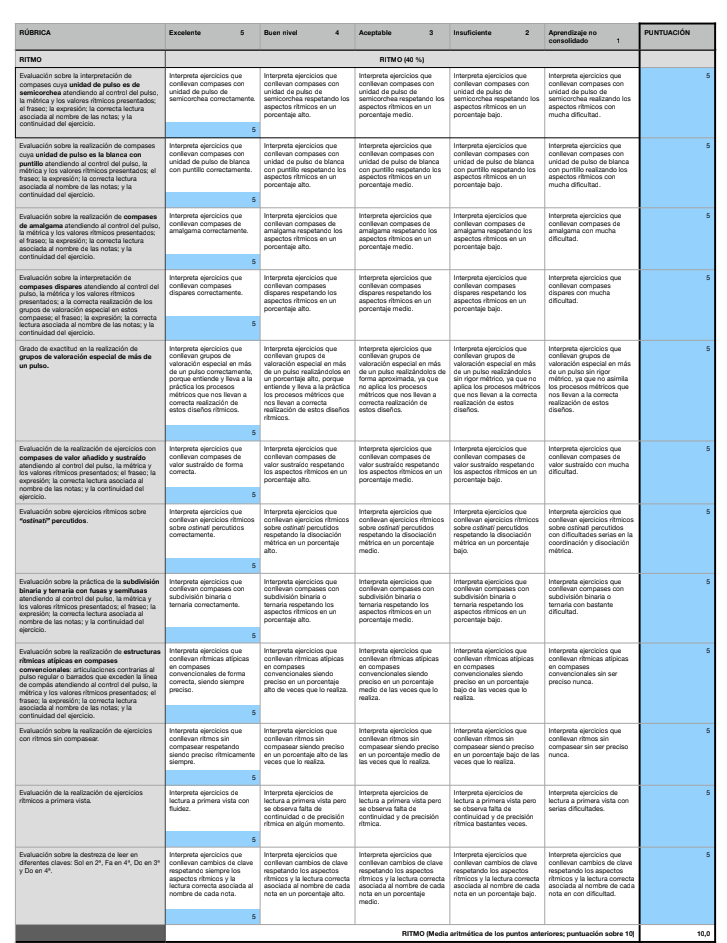 RÚBRICA
Excelente 5
Buen nivel 4
Aceptable 3
Insuficiente 2
Aprendizaje no
consolidado 1
PUNTUACIÓN
RITMO
RITMO (40 %)
Evaluación sobre la interpretación de
compases cuya unidad de pulso es de
semicorchea atendiendo al control del pulso,
la métrica y los valores rítmicos presentados;
el fraseo; la expresión; la correcta lectura
asociada al nombre de las notas; y la
continuidad del ejercicio.
Interpreta ejercicios que
conllevan compases con
unidad de pulso de
semicorchea correctamente.
5
Interpreta ejercicios que
conllevan compases con
unidad de pulso de
semicorchea respetando los
aspectos rítmicos en un
porcentaje alto.
Interpreta ejercicios que
conllevan compases con
unidad de pulso de
semicorchea respetando los
aspectos rítmicos en un
porcentaje medio.
Interpreta ejercicios que
conllevan compases con
unidad de pulso de
semicorchea respetando los
aspectos rítmicos en un
porcentaje bajo.
Interpreta ejercicios que
conllevan compases con
unidad de pulso de
semicorchea realizando los
aspectos rítmicos con
mucha dificultad.
5
Evaluación sobre la realización de compases
cuya unidad de pulso es la blanca con
puntillo atendiendo al control del pulso, la
métrica y los valores rítmicos presentados; el
fraseo; la expresión; la correcta lectura
asociada al nombre de las notas; y la
continuidad del ejercicio.
Interpreta ejercicios que
conllevan compases con
unidad de pulso de blanca
con puntillo correctamente.
5
Interpreta ejercicios que
conllevan compases con
unidad de pulso de blanca
con puntillo respetando los
aspectos rítmicos en un
porcentaje alto.
Interpreta ejercicios que
conllevan compases con
unidad de pulso de blanca
con puntillo respetando los
aspectos rítmicos en un
porcentaje medio.
Interpreta ejercicios que
conllevan compases con
unidad de pulso de blanca
con puntillo respetando los
aspectos rítmicos en un
porcentaje bajo.
Interpreta ejercicios que
conllevan compases con
unidad de pulso de blanca
con puntillo realizando los
aspectos rítmicos con
mucha dificultad.
5
Evaluación sobre la realización de compases
de amalgama atendiendo al control del pulso,
la métrica y los valores rítmicos presentados;
el fraseo; la expresión; la correcta lectura
asociada al nombre de las notas; y la
continuidad del ejercicio.
Interpreta ejercicios que
conllevan compases de
amalgama correctamente.
5
Interpreta ejercicios que
conllevan compases de
amalgama respetando los
aspectos rítmicos en un
porcentaje alto.
Interpreta ejercicios que
conllevan compases de
amalgama respetando los
aspectos rítmicos en un
porcentaje medio.
Interpreta ejercicios que
conllevan compases de
amalgama respetando los
aspectos rítmicos en un
porcentaje bajo.
Interpreta ejercicios que
conllevan compases de
amalgama con mucha
dificultad.
5
Evaluación sobre la interpretación de
compases dispares atendiendo al control del
pulso, la métrica y los valores rítmicos
presentados; a la correcta realización de los
grupos de valoración especial en estos
compaese; el fraseo; la expresión; la correcta
lectura asociada al nombre de las notas; y la
continuidad del ejercicio.
Interpreta ejercicios que
conllevan compases
dispares correctamente.
5
Interpreta ejercicios que
conllevan compases
dispares respetando los
aspectos rítmicos en un
porcentaje alto.
Interpreta ejercicios que
conllevan compases
dispares respetando los
aspectos rítmicos en un
porcentaje medio.
Interpreta ejercicios que
conllevan compases
dispares respetando los
aspectos rítmicos en un
porcentaje bajo.
Interpreta ejercicios que
conllevan compases
dispares con mucha
dificultad.
5
Grado de exactitud en la realización de
grupos de valoración especial de más de
un pulso.
Interpreta ejercicios que
conllevan grupos de
valoración especial en más
de un pulso correctamente,
porque entiende y lleva a la
práctica los procesos
métricos que nos llevan a
correcta realización de
estos diseños rítmicos.
5
Interpreta ejercicios que
conllevan grupos de
valoración especial en más
de un pulso realizándolos en
un porcentaje alto, porque
entiende y lleva a la práctica
los procesos métricos que
nos llevan a correcta
realización de estos diseños
rítmicos.
Interpreta ejercicios que
conllevan grupos de
valoración especial en más
de un pulso realizándolos de
forma aproximada, ya que
no aplica los procesos
métricos que nos llevan a
correcta realización de
estos diseños.
Interpreta ejercicios que
conllevan grupos de
valoración especial en más
de un pulso realizándolos
sin rigor métrico, ya que no
aplica los procesos métricos
que nos llevan a la correcta
realización de estos
diseños.
Interpreta ejercicios que
conllevan grupos de
valoración especial en más
de un pulso sin rigor
métrico, ya que no asimila
los procesos métricos que
nos llevan a la correcta
realización de estos
diseños.
5
Evaluación de la realización de ejercicios con
compases de valor añadido y sustraído
atendiendo al control del pulso, la métrica y
los valores rítmicos presentados; el fraseo; la
expresión; la correcta lectura asociada al
nombre de las notas; y la continuidad del
ejercicio.
Interpreta ejercicios que
conllevan compases de
valor sustraído de forma
correcta.
5
Interpreta ejercicios que
conllevan compases de
valor sustraído respetando
los aspectos rítmicos en un
porcentaje alto.
Interpreta ejercicios que
conllevan compases de
valor sustraído respetando
los aspectos rítmicos en un
porcentaje medio.
Interpreta ejercicios que
conllevan compases de
valor sustraído respetando
los aspectos rítmicos en un
porcentaje bajo.
Interpreta ejercicios que
conllevan compases de
valor sustraído con mucha
dificultad.
5
Evaluación sobre ejercicios rítmicos sobre
"ostinati" percutidos.
Interpreta ejercicios que
conllevan ejercicios rítmicos
sobre ostinati percutidos
correctamente.
5
Interpreta ejercicios que
conllevan ejercicios rítmicos
sobre ostinati percutidos
respetando la disociación
métrica en un porcentaje
alto.
Interpreta ejercicios que
conllevan ejercicios rítmicos
sobre ostinati percutidos
respetando la disociación
métrica en un porcentaje
medio.
Interpreta ejercicios que
conllevan ejercicios rítmicos
sobre ostinati percutidos
respetando la disociación
métrica en un porcentaje
bajo.
Interpreta ejercicios que
conllevan ejercicios rítmicos
sobre ostinati percutidos
con dificultades serias en la
coordinación y disociación
métrica.
5
Evaluación sobre la práctica de la subdivisión
binaria y ternaria con fusas y semifusas
atendiendo al control del pulso, la métrica y
los valores rítmicos presentados; el fraseo; la
expresión; la correcta lectura asociada al
nombre de las notas; y la continuidad del
ejercicio.
Interpreta ejercicios que
conllevan compases con
subdivisión binaria o
ternaria correctamente.
5
Interpreta ejercicios que
conllevan compases con
subdivisión binaria o
ternaria respetando los
aspectos rítmicos en un
porcentaje alto.
Interpreta ejercicios que
conllevan compases con
subdivisión binaria o
ternaria respetando los
aspectos rítmicos en un
porcentaje medio.
Interpreta ejercicios que
conllevan compases con
subdivisión binaria o
ternaria respetando los
aspectos rítmicos en un
porcentaje bajo.
Interpreta ejercicios que
conllevan compases con
subdivisión binaria o
ternaria con bastante
dificultad.
5
Evaluación sobre la realización de estructuras
rítmicas atípicas en compases
convencionales: articulaciones contrarias al
pulso regular o barrados que exceden la línea
de compás atendiendo al control del pulso, la
métrica y los valores rítmicos presentados; el
fraseo; la expresión; la correcta lectura
asociada al nombre de las notas; y la
continuidad del ejercicio.
Interpreta ejercicios que
conllevan rítmicas atípicas
en compases
convencionales de forma
correcta, siendo siempre
preciso.
5
Interpreta ejercicios que
conllevan rítmicas atípicas
en compases
convencionales siendo
preciso en un porcentaje
alto de veces que lo realiza.
Interpreta ejercicios que
conllevan rítmicas atípicas
en compases
convencionales siendo
preciso en un porcentaje
medio de las veces que lo
realiza.
Interpreta ejercicios que
conllevan rítmicas atípicas
en compases
convencionales siendo
preciso en un porcentaje
bajo de las veces que lo
realiza.
Interpreta ejercicios que
conllevan rítmicas atípicas
en compases
convencionales sin ser
preciso nunca.
5
Evaluación sobre la realización de ejercicios
con ritmos sin compasear.
Interpreta ejercicios que
conllevan ritmos sin
compasear respetando
siendo preciso rítmicamente
siempre.
5
Interpreta ejercicios que
conllevan ritmos sin
compasear siendo preciso
en un porcentaje alto de las
veces que lo realiza.
Interpreta ejercicios que
conllevan ritmos sin
compasear siendo preciso
en un porcentaje medio de
las veces que lo realiza.
Interpreta ejercicios que
conllevan ritmos sin
compasear siendo preciso
en un porcentaje bajo de las
veces que lo realiza.
Interpreta ejercicios que
conllevan ritmos sin
compasear sin ser preciso
nunca.
5
Evaluación de la realización de ejercicios
rítmicos a primera vista.
Interpreta ejercicios de
lectura a primera vista con
fluidez.
5
Interpreta ejercicios de
lectura a primera vista pero
se observa falta de
continuidad o de precisión
rítmica en algún momento.
Interpreta ejercicios de
lectura a primera vista pero
se observa falta de
continuidad y de precisión
rítmica.
Interpreta ejercicios de
lectura a primera vista pero
se observa falta de
continuidad y de precisión
rítmica bastantes veces.
Interpreta ejercicios de
lectura a primera vista con
serias dificultades.
5
Evaluación sobre la destreza de leer en
diferentes claves: Sol en 2ª, Fa en 4ª, Do en 3ª
y Do en 4ª.
Interpreta ejercicios que
conllevan cambios de clave
respetando siempre los
aspectos rítmicos y la
lectura correcta asociada al
nombre de cada nota.
5
Interpreta ejercicios que
conllevan cambios de clave
respetando los aspectos
rítmicos y la lectura correcta
asociada al nombre de cada
nota en un porcentaje alto.
Interpreta ejercicios que
conllevan cambios de clave
respetando los aspectos
rítmicos y la lectura correcta
asociada al nombre de cada
nota en un porcentaje
medio.
Interpreta ejercicios que
conllevan cambios de clave
respetando los aspectos
rítmicos y la lectura correcta
asociada al nombre de cada
nota en un porcentaje bajo.
Interpreta ejercicios que
conllevan cambios de clave
respetando los aspectos
rítmicos y la lectura correcta
asociada al nombre de cada
nota en con dificultad.
5
RITMO (Media aritmética de los puntos anteriores; puntuación sobre 10)
10,0